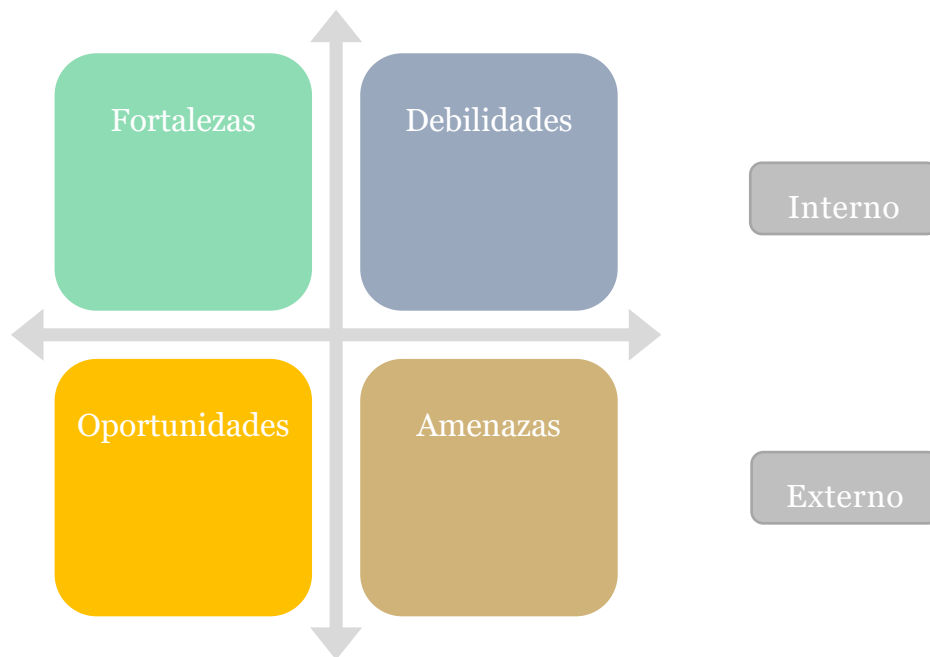 Fortalezas
Debilidades
Interno
Oportunidades
Amenazas
Externo